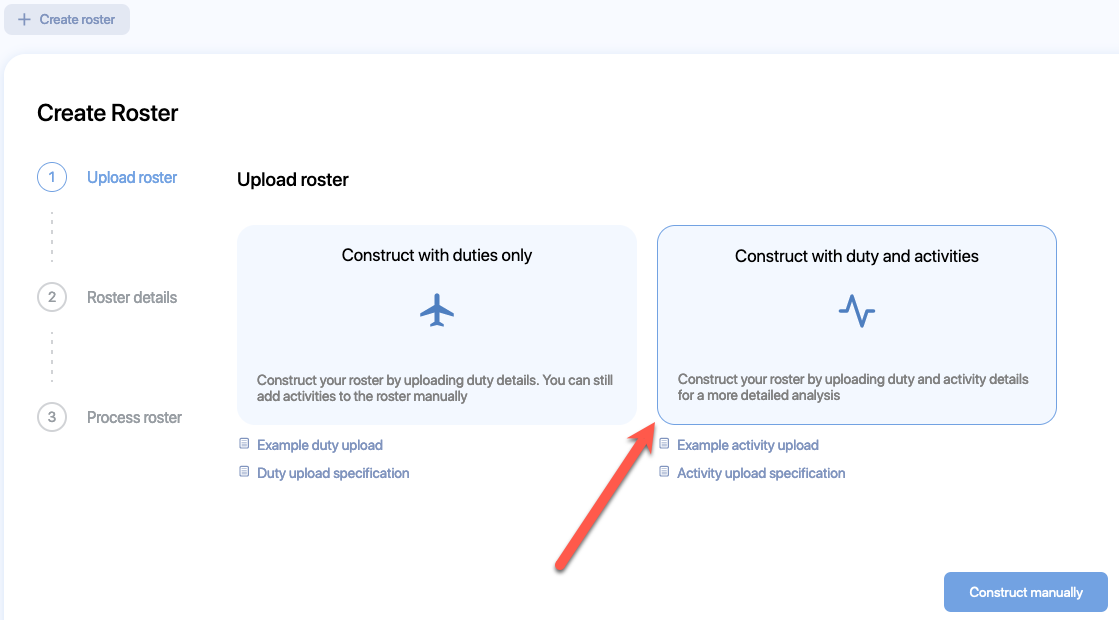 Create roster
Create Roster
1 Upload roster
2 Roster details
3 Process roster
Upload roster
Construct with duties only
Construct your roster by uploading duty details. You can still
add activities to the roster manually
Example duty upload
Duty upload specification
Construct with duty and activities
Construct your roster by uploading duty and activity details
for a more detailed analysis
Example activity upload
Activity upload specification
Construct manually